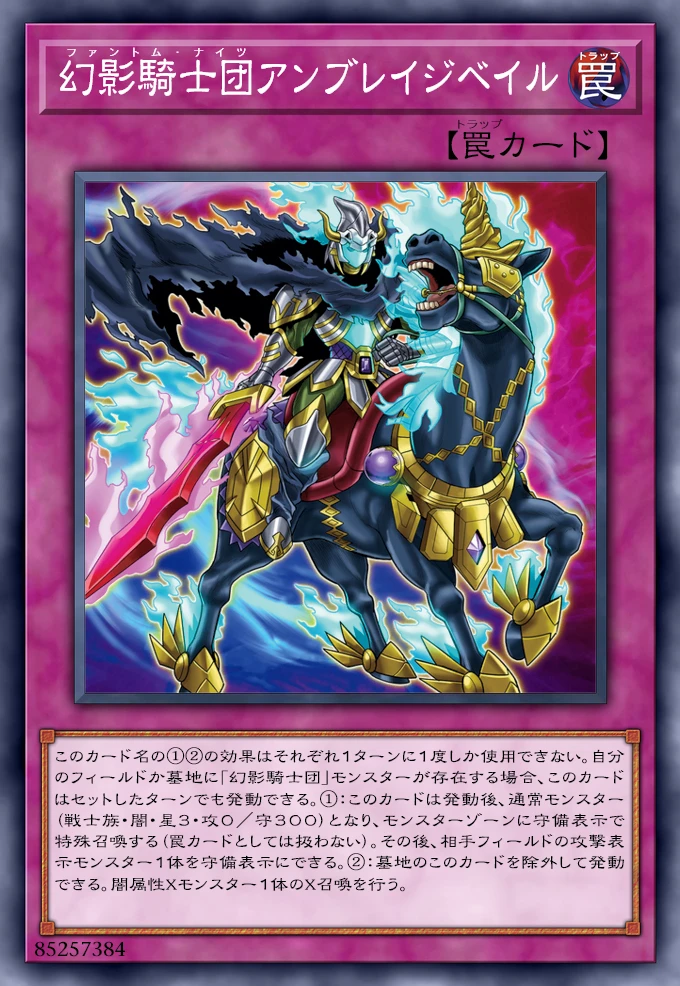 ファントム・ナイツ
幻影騎士団アンブレイジベイル
トラップ
罠
トラップ
【罠カード】
このカード名の①②の効果はそれぞれ1ターンに1度しか使用できない。自分
のフィールドか墓地に「幻影騎士団」モンスターが存在する場合、このカード
はセットしたターンでも発動できる。①：このカードは発動後、通常モンスター
（戦士族・闇・星3・攻0／守300）となり、モンスターゾーンに守備表示で
特殊召喚する（罠カードとしては扱わない）。その後、相手フィールドの攻撃表
示モンスター1体を守備表示にできる。②：墓地のこのカードを除外して発動
できる。闇属性Xモンスター1体のX召喚を行う。
85257384